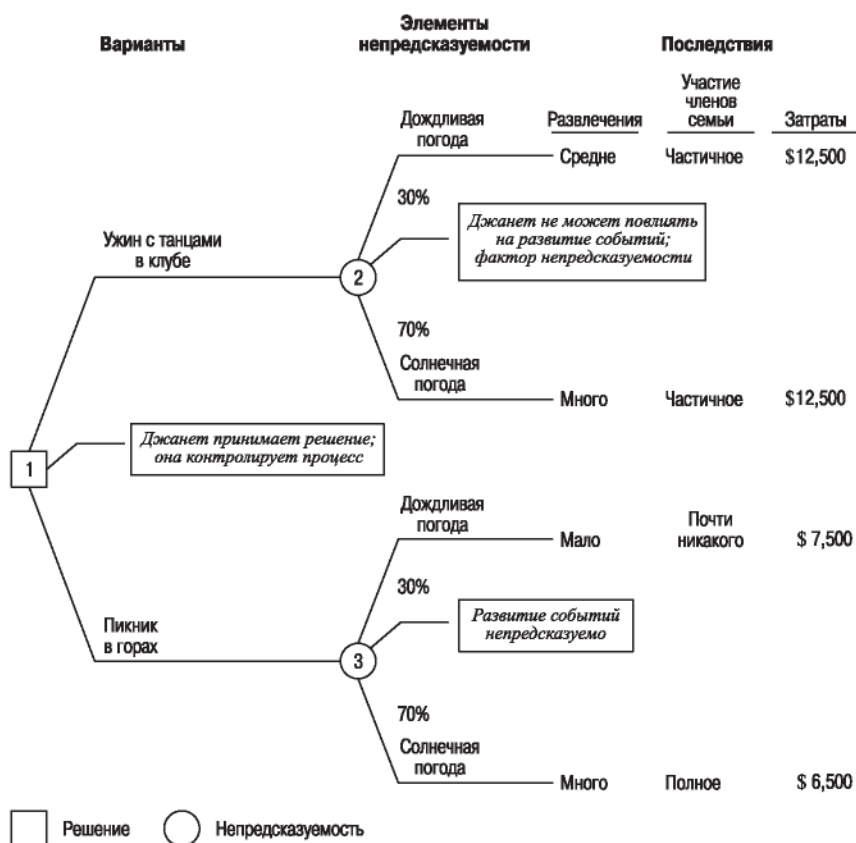 Варианты
Элементы
непредсказуемости
Последствия
Развлечения
Участие
членов
семьи
Затраты
Дождливая
погода
Средне
Частичное
$12,500
30%
Джанет не может повлиять
на развитие событий;
фактор непредсказуемости
Ужин с танцами
в клубе
2
70%
Солнечная
погода
Много
Частичное
$12,500
Джанет принимает решение;
она контролирует процесс
1
Дождливая
погода
Мало
Почти
никакого
$ 7,500
30%
Развитие событий
непредсказуемо
Пикник
в горах
3
70%
Солнечная
погода
Много
Полное
$ 6,500
Решение
Непредсказуемость